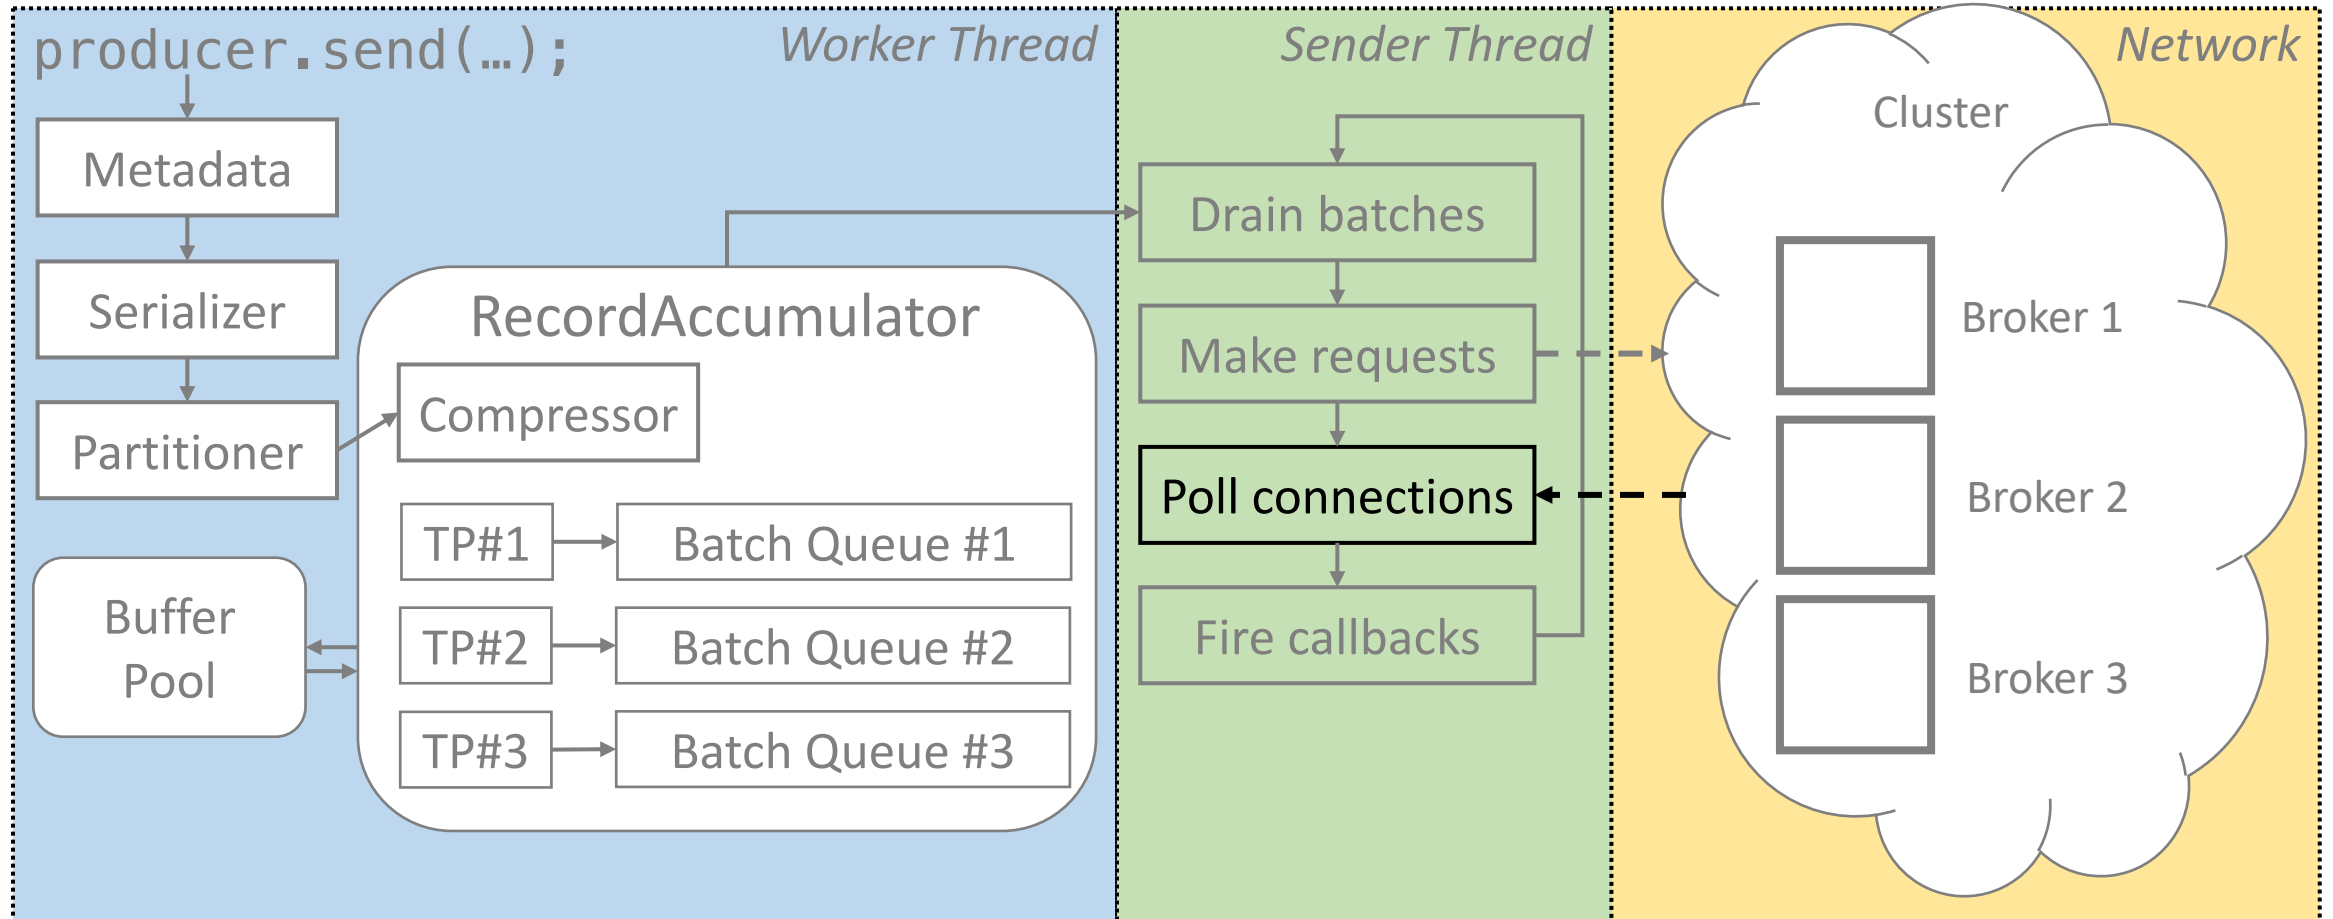 producer.send(…);
Worker Thread
Metadata
Serializer
Partitioner
Buffer
Pool
RecordAccumulator
Compressor
TP#1
Batch Queue #1
TP#2
Batch Queue #2
TP#3
Batch Queue #3
Sender Thread
Drain batches
Make requests
Poll connections
Fire callbacks
Network
Cluster
Broker 1
Broker 2
Broker 3